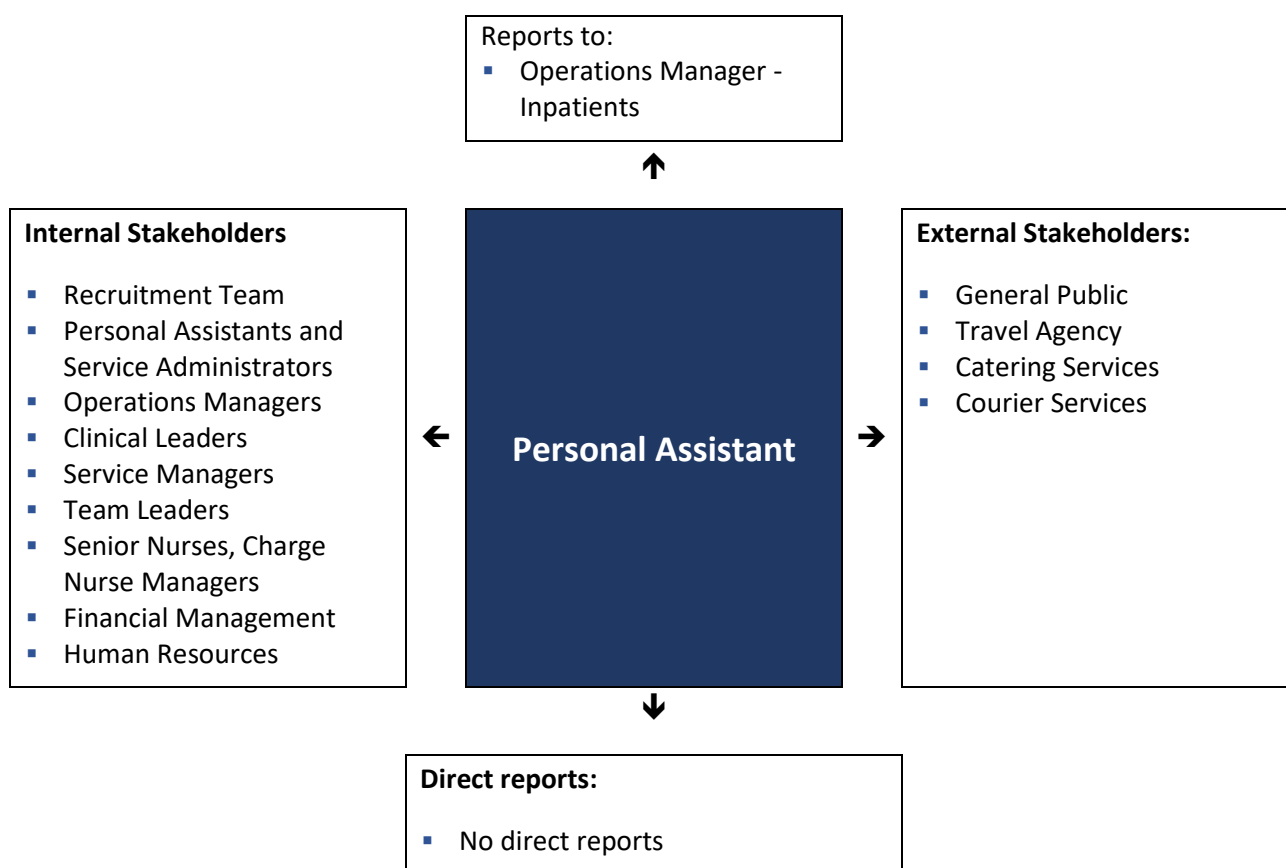 Reports to:
▪ Operations Manager -
Inpatients
Internal Stakeholders
▪ Recruitment Team
▪ Personal Assistants and
Service Administrators
▪ Operations Managers
▪ Clinical Leaders
▪ Service Managers
▪ Team Leaders
▪ Senior Nurses, Charge
Nurse Managers
▪ Financial Management
▪ Human Resources
Personal Assistant
External Stakeholders:
▪ General Public
▪ Travel Agency
▪ Catering Services
▪ Courier Services
Direct reports:
▪ No direct reports